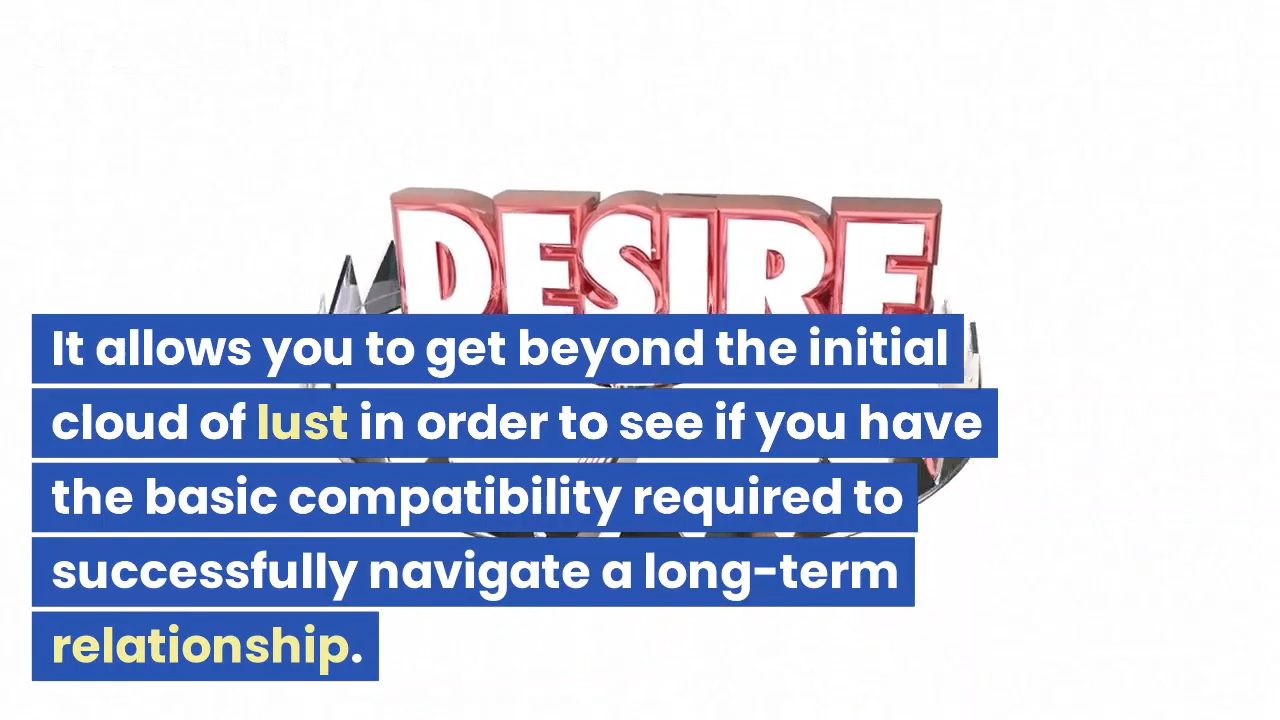 DESIRE
It allows you to get beyond the initial
cloud of lust in order to see if you have
the basic compatibility required to
successfully navigate a long-term
relationship.